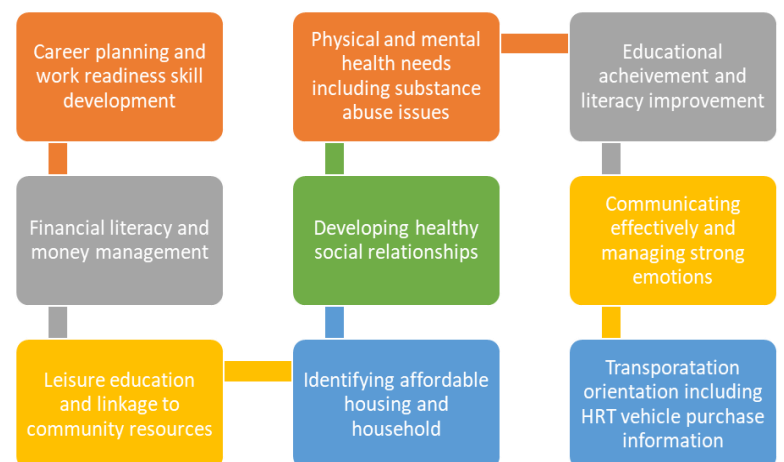 Career planning and
work readiness skill
development
Financial literacy and
money management
Leisure education
and linkage to
community resources
Identifying affordable
housing and
household
Developing healthy
social relationships
Physical and mental
health needs
including substance
abuse issues
Educational
acheivement and
literacy improvement
Communicating
effectively and
managing strong
emotions
Transporatation
orientation including
HRT vehicle purchase
information